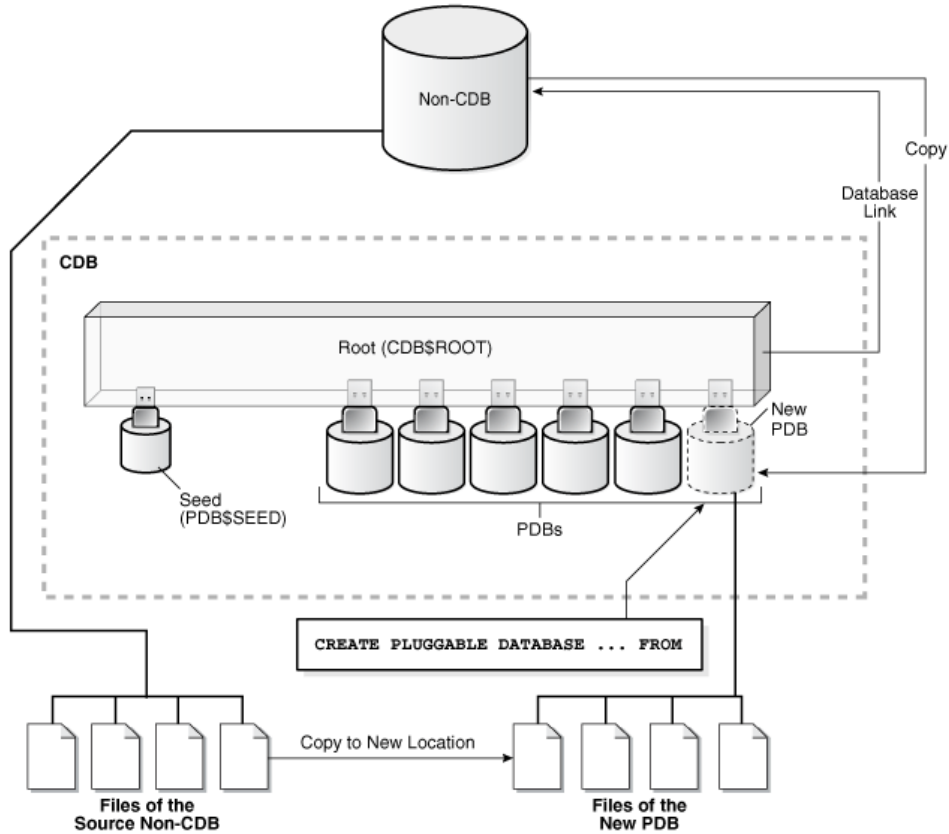 Non-CDB
Copy
Database
Link
CDB
Root (CDB$ROOT)
New
PDB
Seed
(PDB$SEED)
PDBs
CREATE PLUGGABLE DATABASE ... FROM
Copy to New Location
Files of the
Source Non-CDB
Files of the
New PDB